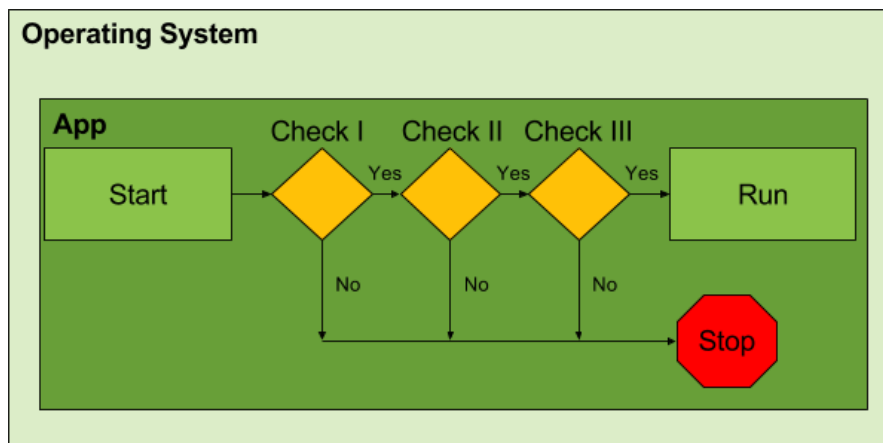 Operating System
App
Check I
Check II
Check III
Start
Yes
Yes
Yes
Run
No
No
No
Stop